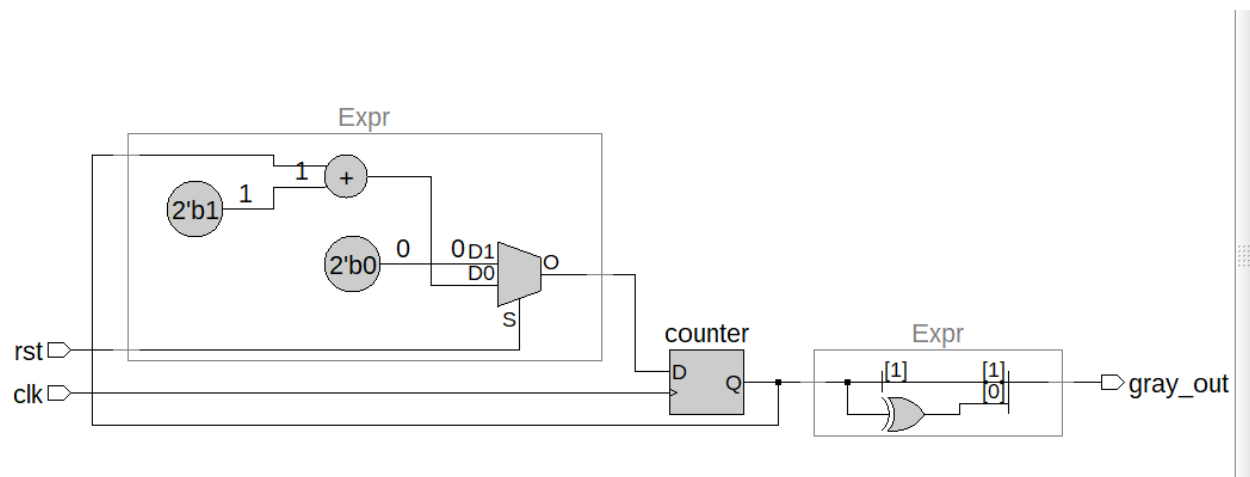 Expr
1
+
1
2'b1
0
0
D1
2'b0
D0
O
S
rst
counter
Expr
D
[1]
[1]
Q
gray_out
[0]
clk